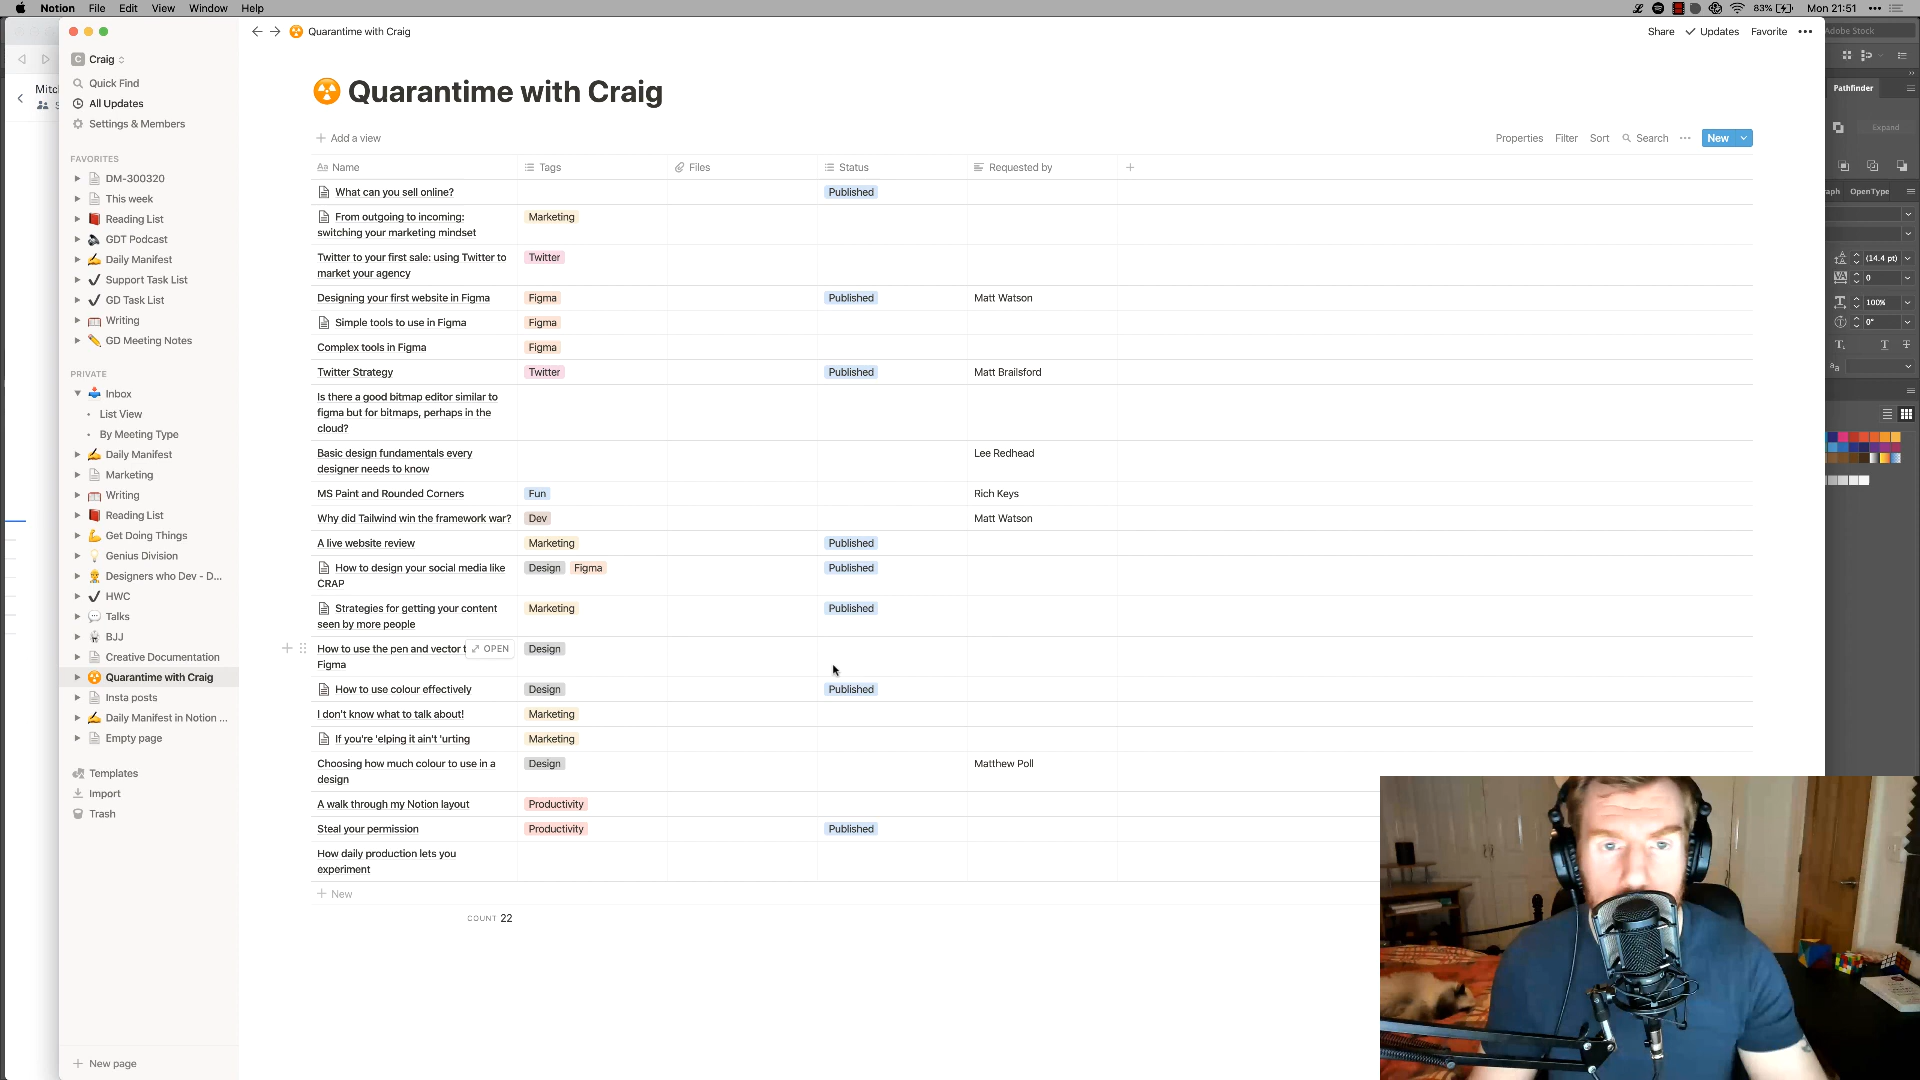 Notion File Edit View Window Help
83% Mon 21:51
Mitc
Craig
Quick Find
All Updates
Settings & Members
FAVORITES
DM-300320
This week
Reading List
GDT Podcast
Daily Manifest
Support Task List
GD Task List
Writing
GD Meeting Notes
PRIVATE
Inbox
List View
By Meeting Type
Daily Manifest
Marketing
Writing
Reading List
Get Doing Things
Genius Division
Designers who Dev - D...
HWC
Talks
BJJ
Creative Documentation
Quarantime with Craig
Insta posts
Daily Manifest in Notion ...
Empty page
Templates
Import
Trash
New page
Quarantime with Craig
Share Updates Favorite
Quarantime with Craig
Add a view
Properties Filter Sort Search New
Aa Name Tags Files Status Requested by
What can you sell online? Published
From outgoing to incoming: Marketing
switching your marketing mindset
Twitter to your first sale: using Twitter to Twitter
market your agency
Designing your first website in Figma Figma Published Matt Watson
Simple tools to use in Figma Figma
Complex tools in Figma Figma
Twitter Strategy Twitter Published Matt Brailsford
Is there a good bitmap editor similar to
figma but for bitmaps, perhaps in the
cloud?
Basic design fundamentals every Lee Redhead
designer needs to know
MS Paint and Rounded Corners Fun Rich Keys
Why did Tailwind win the framework war? Dev Matt Watson
A live website review Marketing Published
How to design your social media like Design Figma Published
CRAP
Strategies for getting your content Marketing Published
seen by more people
How to use the pen and vector t OPEN Design
Figma
How to use colour effectively Design Published
I don't know what to talk about! Marketing
If you're 'elping it ain't 'urting Marketing
Choosing how much colour to use in a Design Matthew Poll
design
A walk through my Notion layout Productivity
Steal your permission Productivity Published
How daily production lets you
experiment
New
COUNT 22
Adobe Stock
Pathfinder
Expand
raph OpenType
(14.4 pt)
0
100%
0°